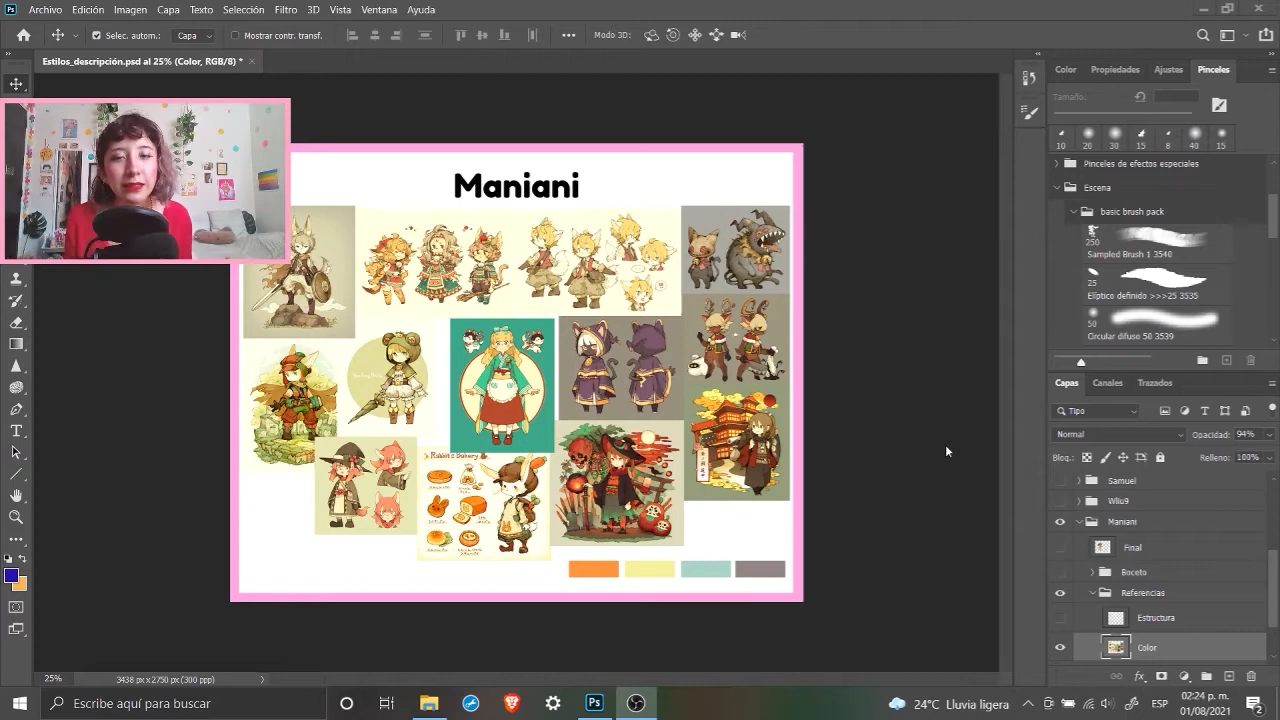 Ps Archivo Edición Imagen Capa Texto Selección Filtro 3D Vista Ventana Ayuda
Selec. autom.: Capa Mostrar contr. transf. Modo 3D:
Estilos_descripción.psd al 25% (Color, RGB/8) *
Color Propiedades Ajustes Pinceles
Tamaño:
10 20 30 15 8 40 15
Pinceles de efectos especiales
Escena
basic brush pack
250
Sampled Brush 1 3540
25
Elíptico definido >>>25 3535
50
Circular difuso 50 3539
Maniani
Rabbit's Bakery
Capas Canales Trazados
Tipo
Normal Opacidad: 94%
Bloq.: Relleno: 100%
Samuel
Wilu9
Maniani
Final
Boceto
Referencias
Estructura
Color
25% 3438 px x 2750 px (300 ppp)
Escribe aquí para buscar
Ps
24°C Lluvia ligera
ESP
02:24 p. m.
01/08/2021
2